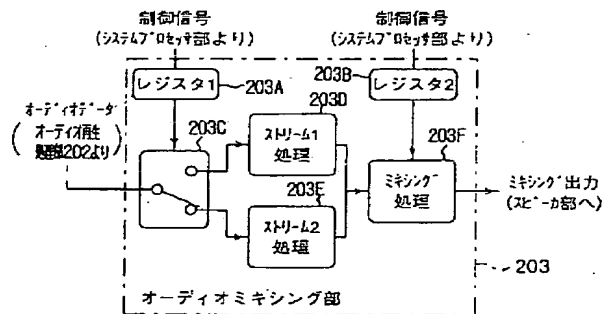 制御信号
(システムプロセッサ部より)
制御信号
(システムプロセッサ部より)
レジスタ1
203A
203B
レジスタ2
オーディオデータ
オーディオ再生
処理部202より
203C
203D
ストリーム1
処理
203E
ストリーム2
処理
203F
ミキシング
処理
ミキシング出力
(スピーカ部へ)
203
オーディオミキシング部